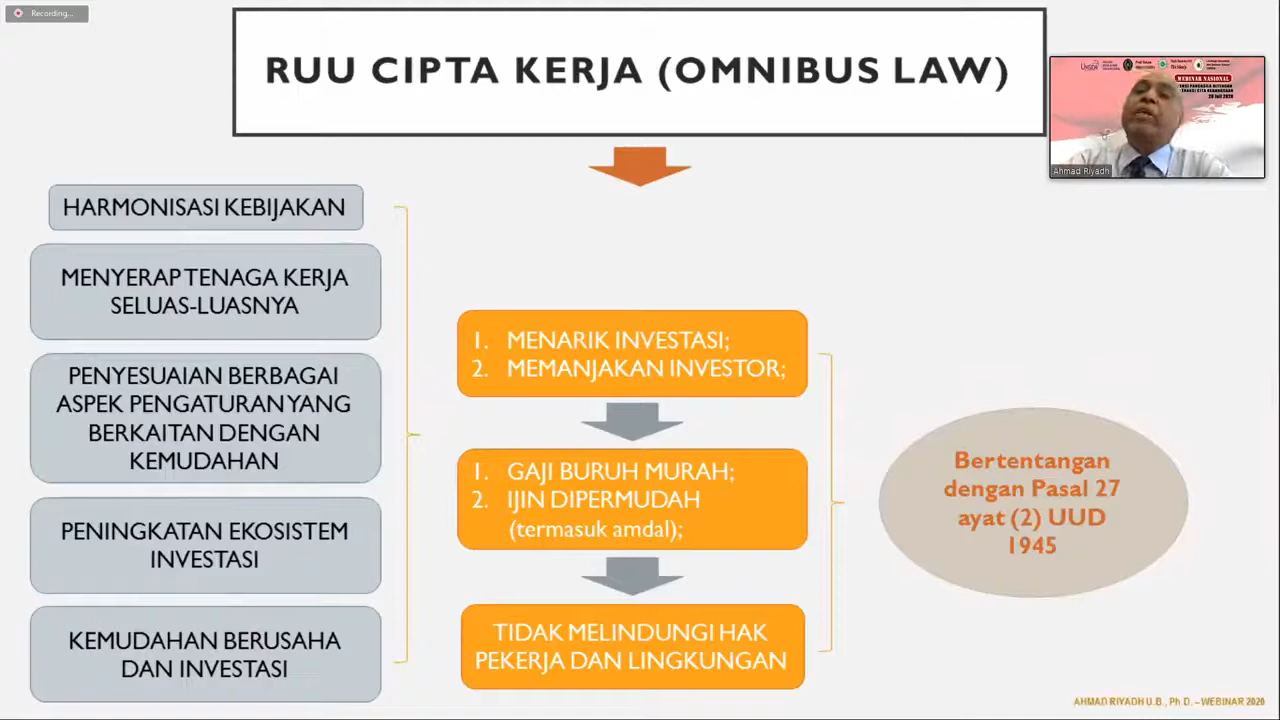 Recording...
RUU CIPTA KERJA (OMNIBUS LAW)
WEBINAR NASIONAL
Ahmad Riyadh
HARMONISASI KEBIJAKAN
MENYERAP TENAGA KERJA
SELUAS-LUASNYA
PENYESUAIAN BERBAGAI
ASPEK PENGATURAN YANG
BERKAITAN DENGAN
KEMUDAHAN
PENINGKATAN EKOSISTEM
INVESTASI
KEMUDAHAN BERUSAHA
DAN INVESTASI
1. MENARIK INVESTASI;
2. MEMANJAKAN INVESTOR;
1. GAJI BURUH MURAH;
2. IJIN DIPERMUDAH
(termasuk amdal);
TIDAK MELINDUNGI HAK
PEKERJA DAN LINGKUNGAN
Bertentangan
dengan Pasal 27
ayat (2) UUD
1945
AHMAD RIYADH U.B., Ph D. – WEBINAR 2020